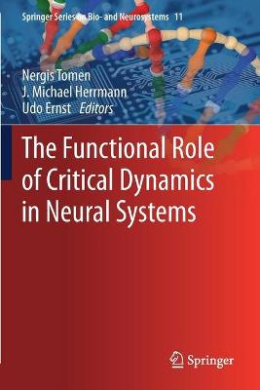 Springer Series on Bio- and Neurosystems 11
Nergis Tomen
J. Michael Herrmann
Udo Ernst Editors
The Functional Role
of Critical Dynamics
in Neural Systems
Springer